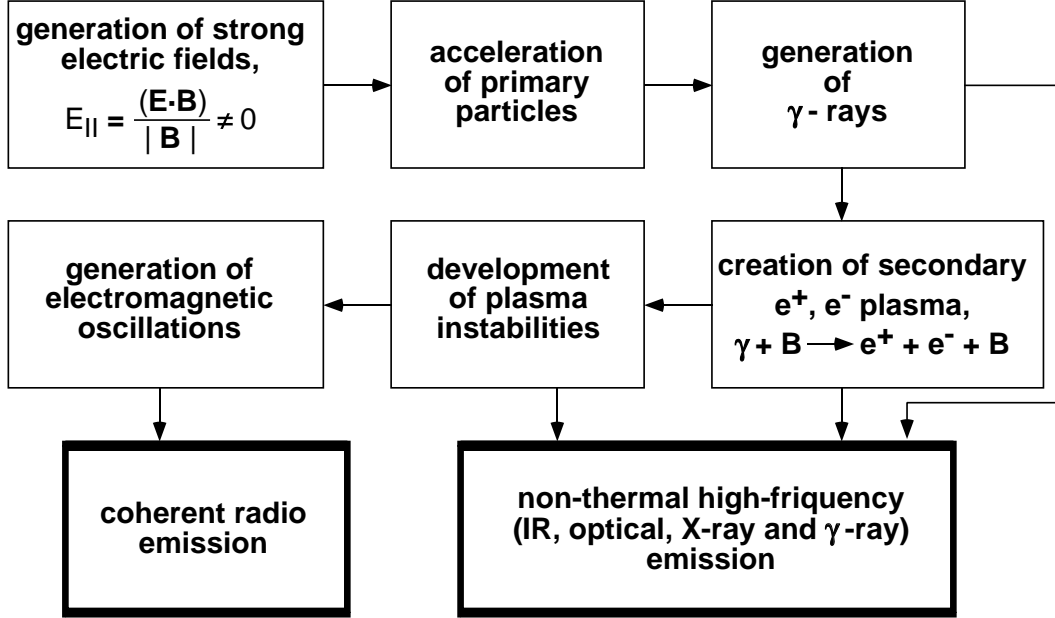 generation of strong
electric fields,
E_II = (E·B) / | B | ≠ 0
acceleration
of primary
particles
generation
of
γ - rays
generation of
electromagnetic
oscillations
development
of plasma
instabilities
creation of secondary
e⁺, e⁻ plasma,
γ + B → e⁺ + e⁻ + B
coherent radio
emission
non-thermal high-friquency
(IR, optical, X-ray and γ -ray)
emission